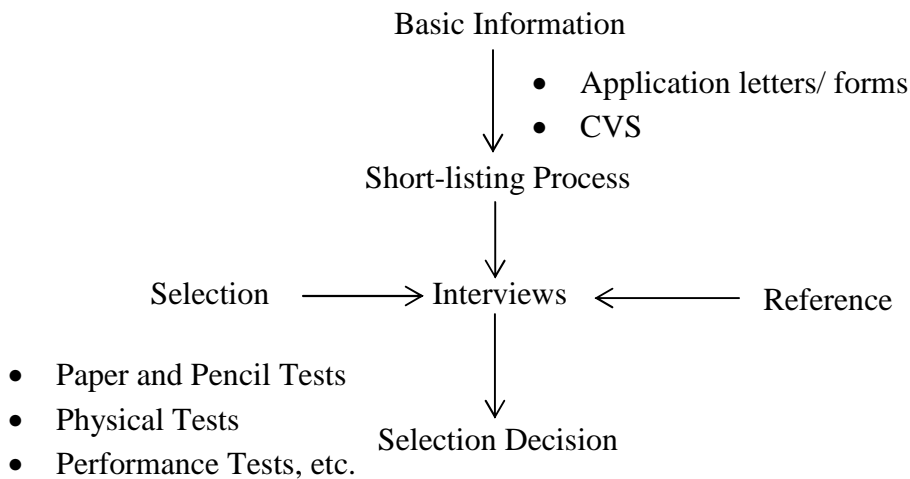 Basic Information
• Application letters/ forms
• CVS
Short-listing Process
Selection
Interviews
Reference
• Paper and Pencil Tests
• Physical Tests
• Performance Tests, etc.
Selection Decision